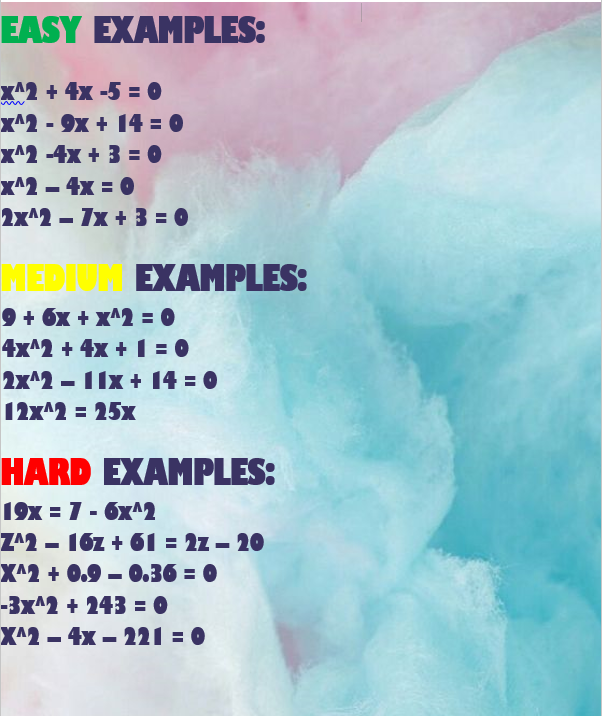 EASY EXAMPLES:
x^2 + 4x -5 = 0
x^2 - 9x + 14 = 0
x^2 -4x + 3 = 0
x^2 – 4x = 0
2x^2 – 7x + 3 = 0
MEDIUM EXAMPLES:
9 + 6x + x^2 = 0
4x^2 + 4x + 1 = 0
2x^2 – 11x + 14 = 0
12x^2 = 25x
HARD EXAMPLES:
19x = 7 - 6x^2
Z^2 – 16z + 61 = 2z – 20
X^2 + 0.9 – 0.36 = 0
-3x^2 + 243 = 0
X^2 – 4x – 221 = 0